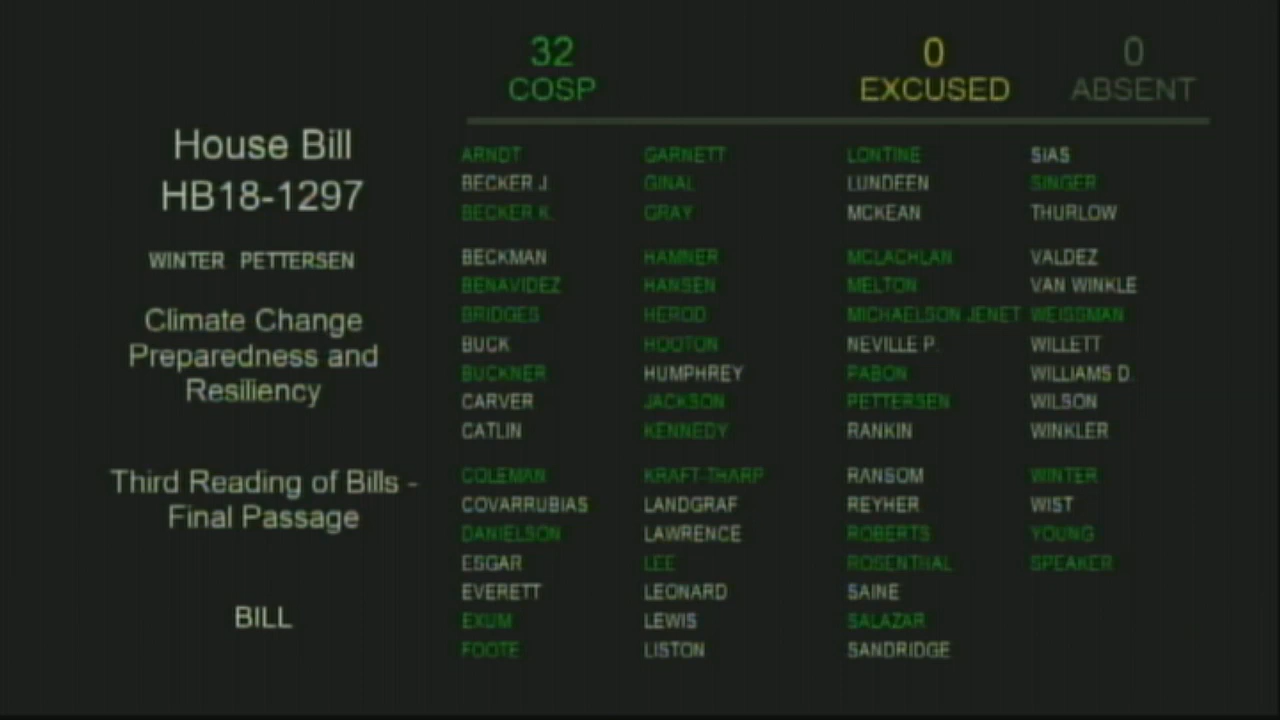 32
COSP
0
EXCUSED
0
ABSENT
House Bill
HB18-1297
WINTER PETTERSEN
Climate Change
Preparedness and
Resiliency
Third Reading of Bills -
Final Passage
BILL
ARNDT
BECKER J.
BECKER K.
BECKMAN
BENAVIDEZ
BRIDGES
BUCK
BUCKNER
CARVER
CATLIN
COLEMAN
COVARRUBIAS
DANIELSON
ESGAR
EVERETT
EXUM
FOOTE
GARNETT
GINAL
GRAY
HAMNER
HANSEN
HEROD
HOOTON
HUMPHREY
JACKSON
KENNEDY
KRAFT-THARP
LANDGRAF
LAWRENCE
LEE
LEONARD
LEWIS
LISTON
LONTINE
LUNDEEN
MCKEAN
MCLACHLAN
MELTON
MICHAELSON JENET
NEVILLE P.
PABON
PETTERSEN
RANKIN
RANSOM
REYHER
ROBERTS
ROSENTHAL
SAINE
SALAZAR
SANDRIDGE
SIAS
SINGER
THURLOW
VALDEZ
VAN WINKLE
WEISSMAN
WILLETT
WILLIAMS D.
WILSON
WINKLER
WINTER
WIST
YOUNG
SPEAKER